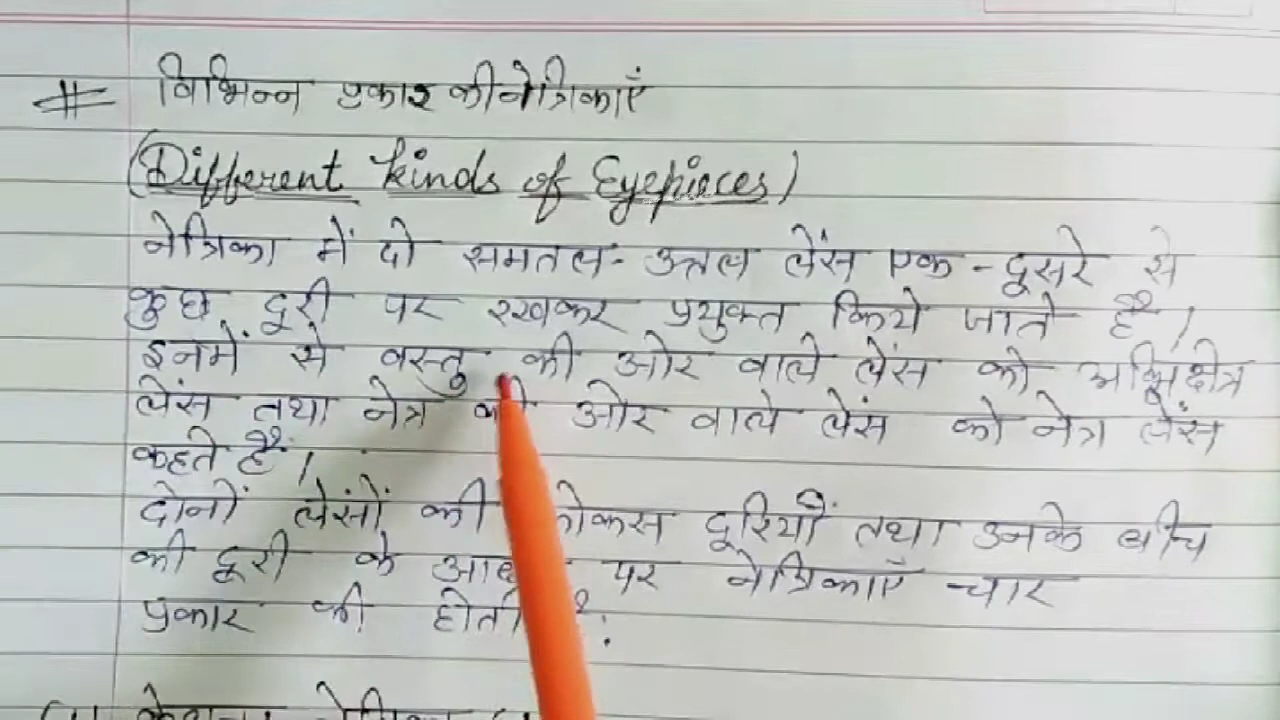 # विभिन्न प्रकार की नेत्रिकाएँ
(Different kinds of Eyepieces)
नेत्रिका में दो समतल-उत्तल लेंस एक-दूसरे से
कुछ दूरी पर रखकर प्रयुक्त किये जाते है।
इनमें से वस्तु की ओर वाले लेंस को अभिक्षेत्र
लेंस तथा नेत्र की ओर वाले लेंस को नेत्र लेंस
कहते हैं।
दोनों लेंसों की फोकस दूरियाँ तथा उनके बीच
की दूरी के पर नेत्रिकाएँ चार
प्रकार की होती